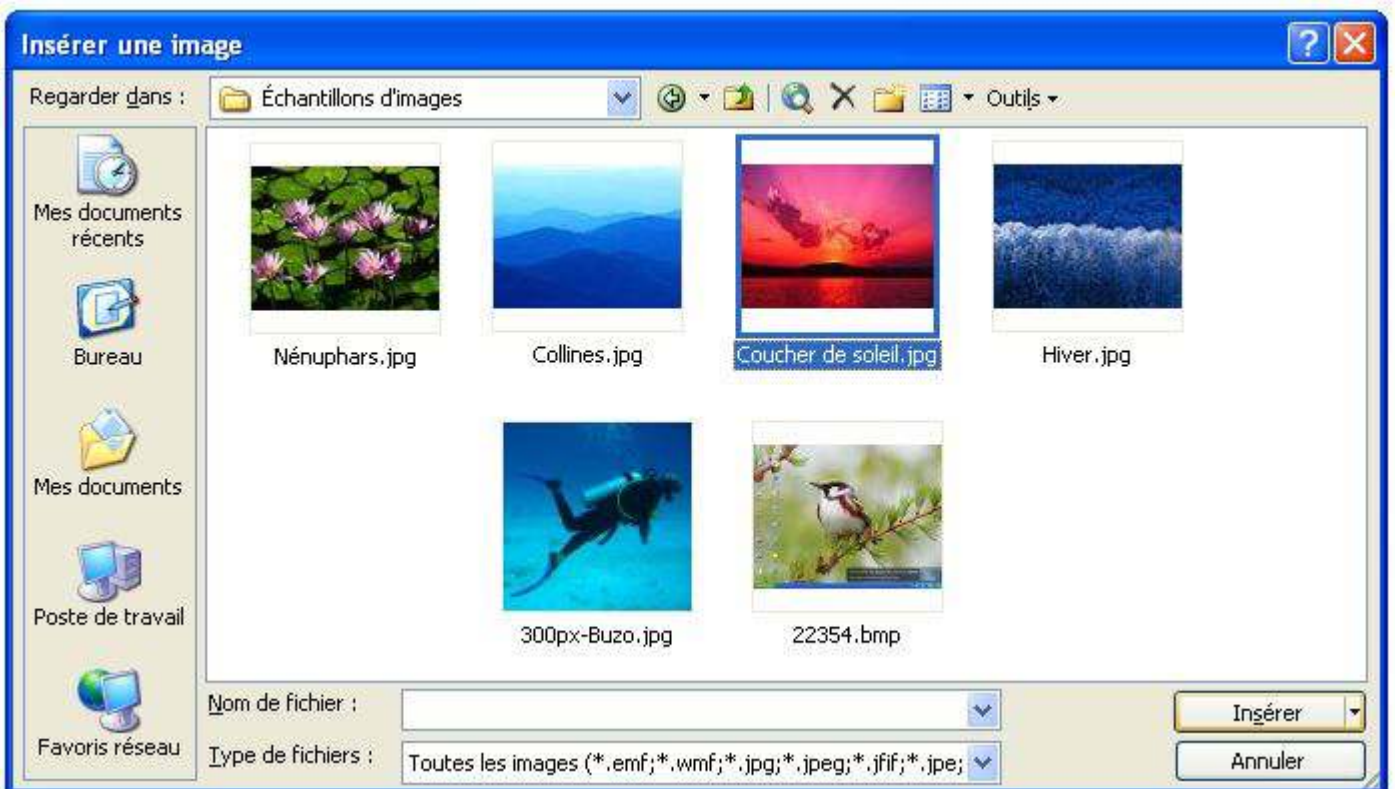 Insérer une image
Regarder dans :
Échantillons d'images
Outils
Mes documents
récents
Bureau
Mes documents
Poste de travail
Favoris réseau
Nénuphars.jpg
Collines.jpg
Coucher de soleil.jpg
Hiver.jpg
300px-Buzo.jpg
22354.bmp
Nom de fichier :
Insérer
Type de fichiers :
Toutes les images (*.emf;*.wmf;*.jpg;*.jpeg;*.jfif;*.jpe;
Annuler